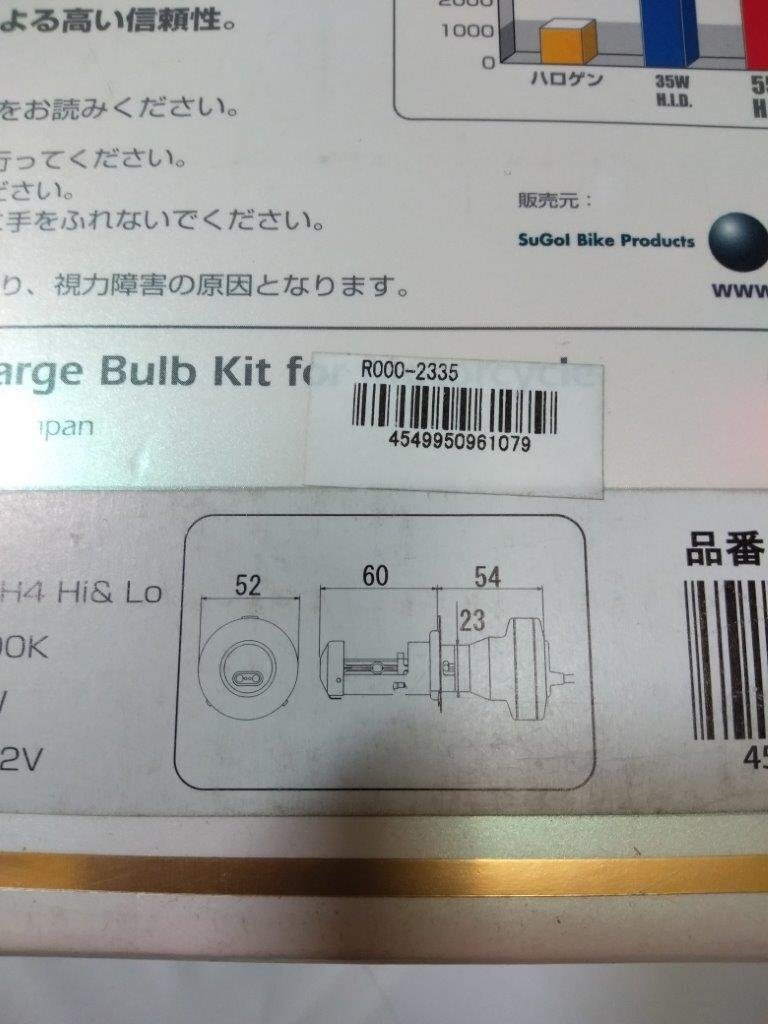 よる高い信頼性。
2000
1000
0
ハロゲン
35W
H.I.D.
をお読みください。
行ってください。
ださい。
手をふれないでください。
り、視力障害の原因となります。
販売元：
SuGoI Bike Products
www
arge Bulb Kit for Motorcycle
apan
R000-2335
4549950961079
H4 Hi& Lo
00K
2V
52
60
54
23
品番
45